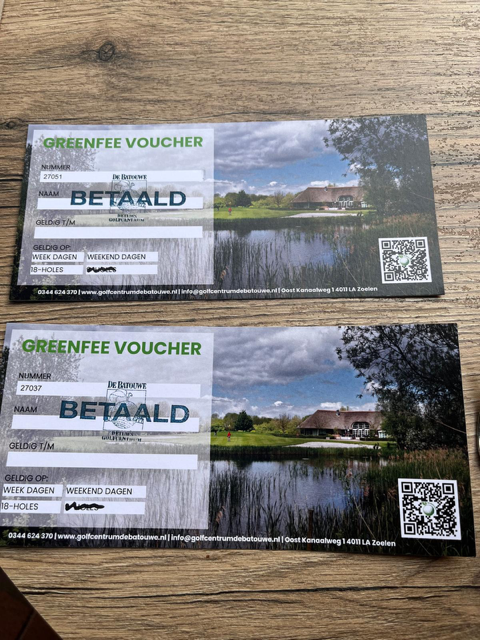 GREENFEE VOUCHER
NUMMER
27051
DE BATOUWE
NAAM
BETAALD
GOLFCENTRUM
GELDIG T/M
GELDIG OP:
WEEK DAGEN WEEKEND DAGEN
18-HOLES
0344 624 370 | www.golfcentrumdebatouwe.nl | info@golfcentrumdebatouwe.nl | Oost Kanaalweg 1 4011 LA Zoelen
GREENFEE VOUCHER
NUMMER
27037
DE BATOUWE
NAAM
BETAALD
GOLFCENTRUM
GELDIG T/M
GELDIG OP:
WEEK DAGEN WEEKEND DAGEN
18-HOLES
0344 624 370 | www.golfcentrumdebatouwe.nl | info@golfcentrumdebatouwe.nl | Oost Kanaalweg 1 4011 LA Zoelen